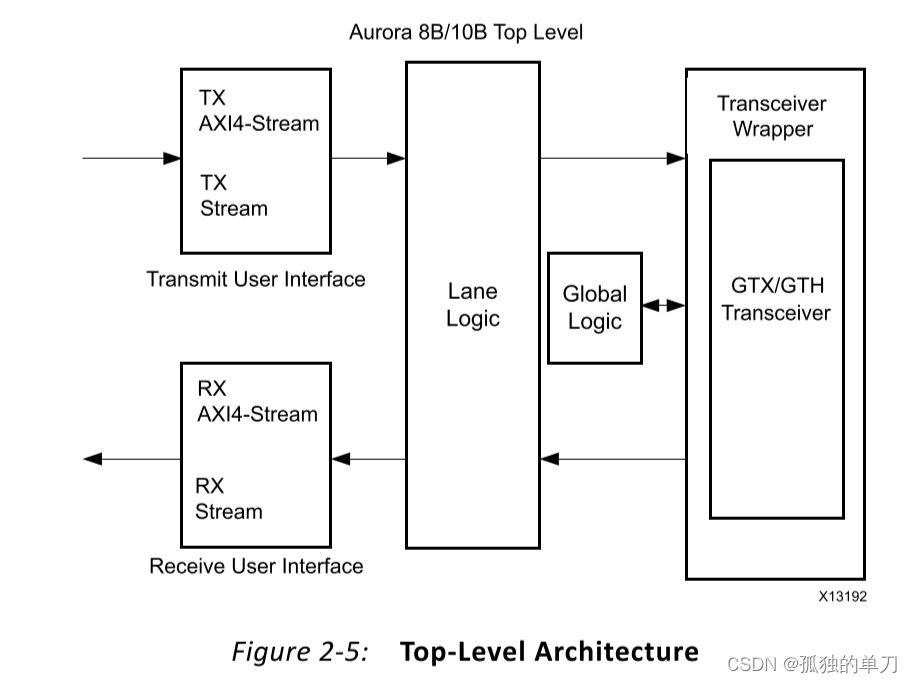 Aurora 8B/10B Top Level
TX
AXI4-Stream
TX
Stream
Transmit User Interface
Lane
Logic
Global
Logic
Transceiver
Wrapper
GTX/GTH
Transceiver
RX
AXI4-Stream
RX
Stream
Receive User Interface
X13192
Figure 2-5: Top-Level Architecture
CSDN @孤独的单刀